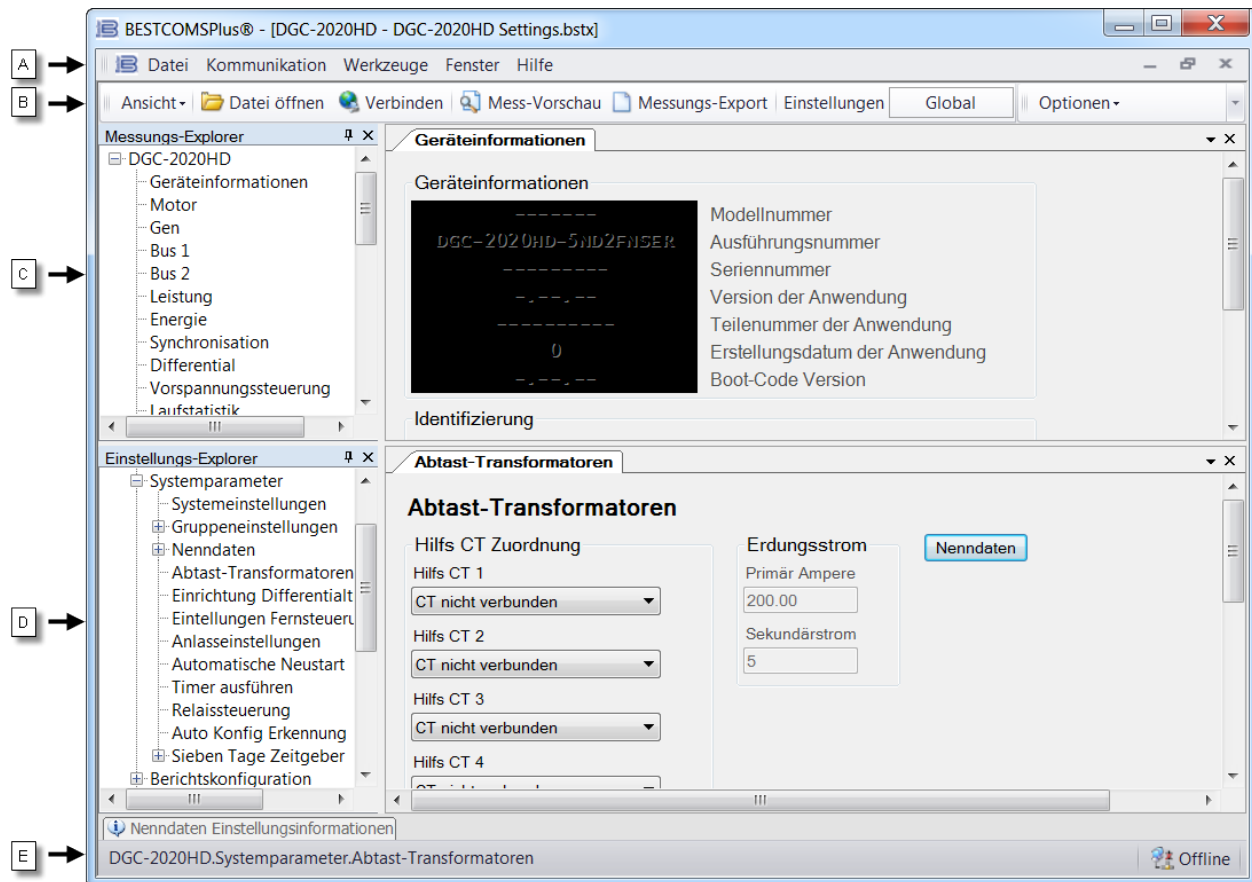 BESTCOMSPlus® - [DGC-2020HD - DGC-2020HD Settings.bstx]
A
Datei Kommunikation Werkzeuge Fenster Hilfe
B
Ansicht Datei öffnen Verbinden Mess-Vorschau Messungs-Export Einstellungen Global Optionen
Messungs-Explorer
DGC-2020HD
Geräteinformationen
Motor
Gen
Bus 1
Bus 2
Leistung
Energie
Synchronisation
Differential
Vorspannungssteuerung
Laufstatistik
C
Geräteinformationen
Geräteinformationen
------- Modellnummer
DGC-2020HD-5ND2FNSER Ausführungsnummer
--------- Seriennummer
-.--.-- Version der Anwendung
---------- Teilenummer der Anwendung
0 Erstellungsdatum der Anwendung
-.--.-- Boot-Code Version
Identifizierung
Einstellungs-Explorer
Systemparameter
Systemeinstellungen
Gruppeneinstellungen
Nenndaten
Abtast-Transformatoren
Einrichtung Differentialt
Eintellungen Fernsteueru
Anlasseinstellungen
Automatische Neustart
Timer ausführen
Relaissteuerung
Auto Konfig Erkennung
Sieben Tage Zeitgeber
Berichtskonfiguration
D
Abtast-Transformatoren
Abtast-Transformatoren
Hilfs CT Zuordnung
Hilfs CT 1
CT nicht verbunden
Hilfs CT 2
CT nicht verbunden
Hilfs CT 3
CT nicht verbunden
Hilfs CT 4
Erdungsstrom
Primär Ampere
200.00
Sekundärstrom
5
Nenndaten
Nenndaten Einstellungsinformationen
E
DGC-2020HD.Systemparameter.Abtast-Transformatoren
Offline